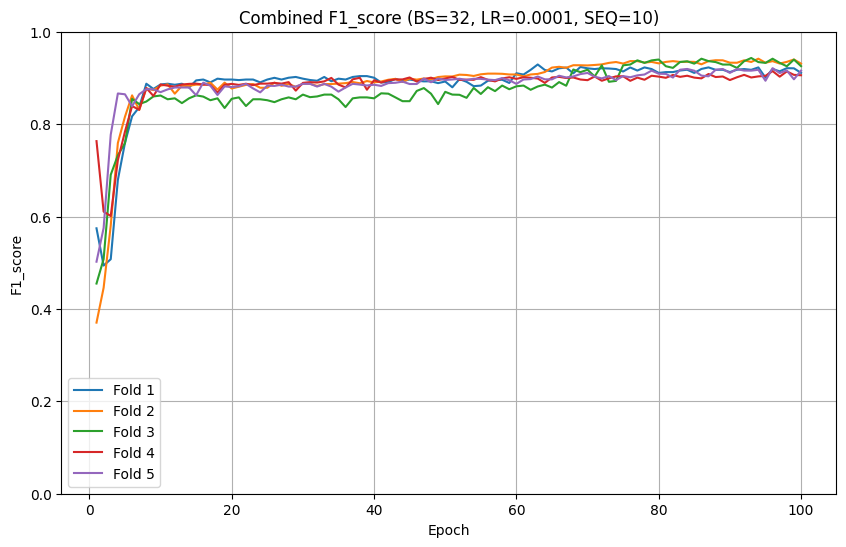 Combined F1_score (BS=32, LR=0.0001, SEQ=10)
F1_score
1.0
0.8
0.6
0.4
0.2
0.0
Fold 1
Fold 2
Fold 3
Fold 4
Fold 5
0 20 40 60 80 100
Epoch